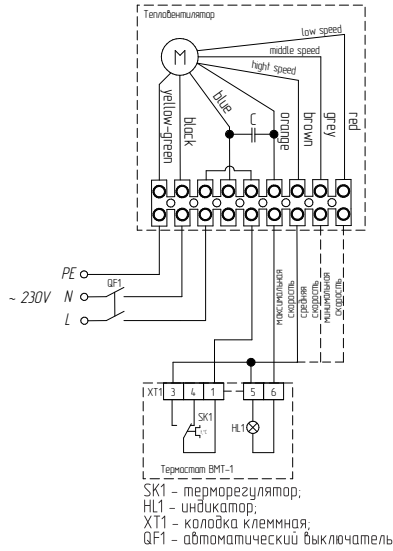 Тепловентилятор
low speed
middle speed
hight speed
M
yellow-green
black
blue
C
orange
brown
grey
red
PE
QF1
~ 230V
N
L
максимальная скорость
средняя скорость
минимальная скорость
XT1
3
4
1
5
6
SK1
t°C
HL1
Термостат ВМТ-1
SK1 - терморегулятор;
HL1 - индикатор;
XT1 - колодка клеммная;
QF1 - автоматический выключатель